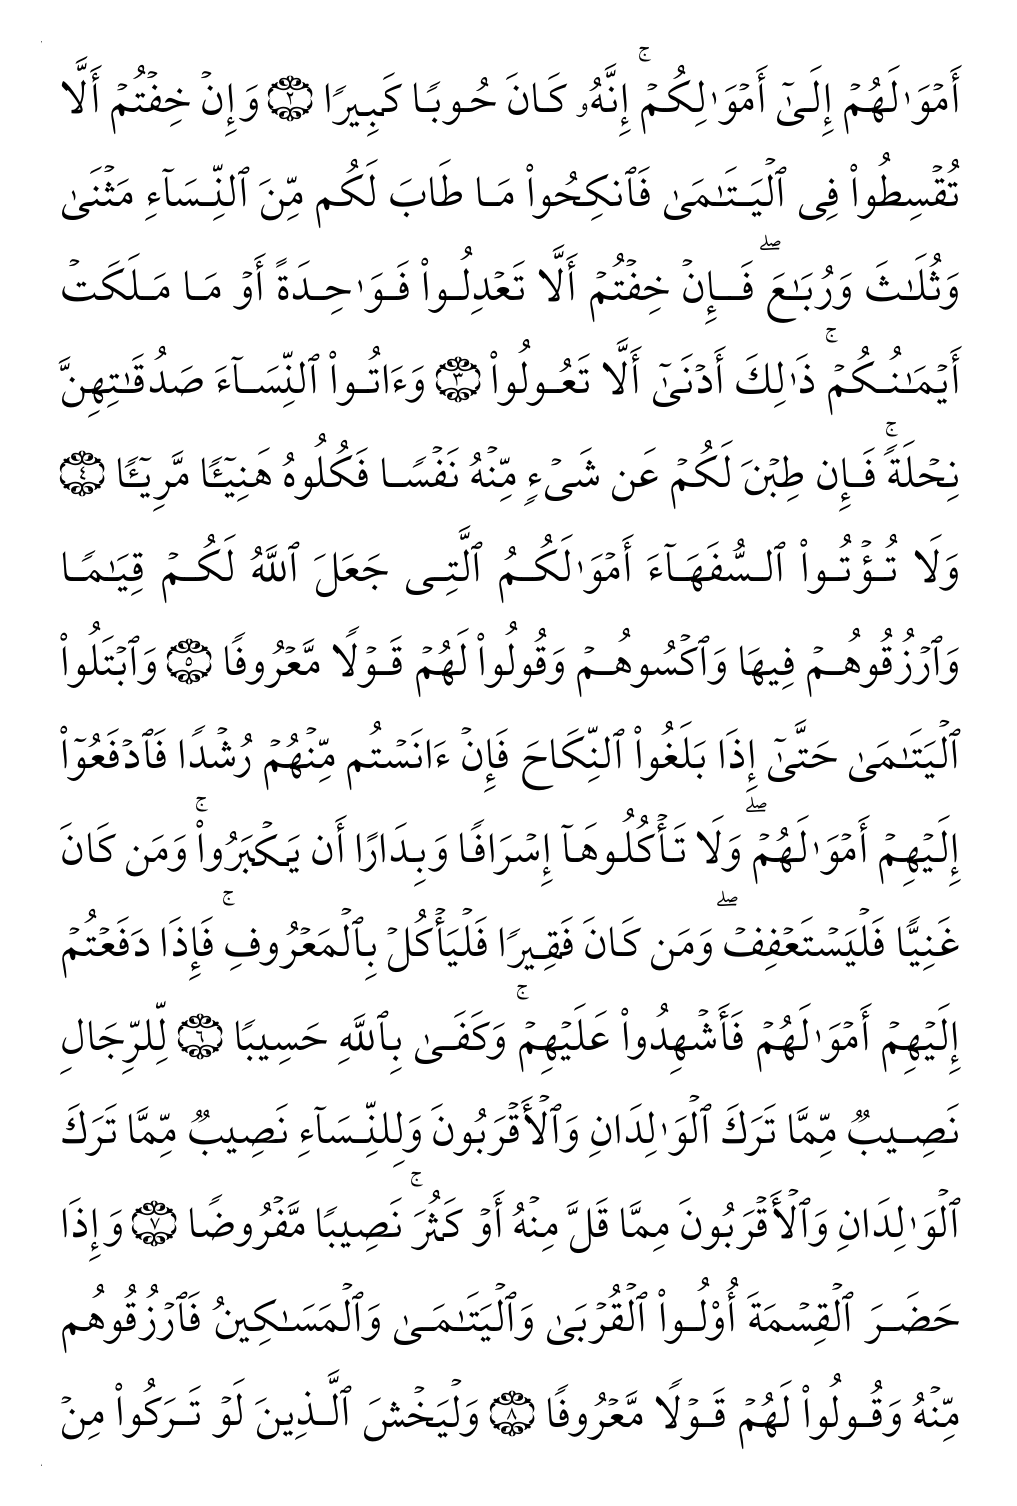 أَمۡوَٰلَهُمۡ إِلَىٰٓ أَمۡوَٰلِكُمۡۚ إِنَّهُۥ كَانَ حُوبٗا كَبِيرٗا ۝٢ وَإِنۡ خِفۡتُمۡ أَلَّا
تُقۡسِطُواْ فِي ٱلۡيَتَٰمَىٰ فَٱنكِحُواْ مَا طَابَ لَكُم مِّنَ ٱلنِّسَآءِ مَثۡنَىٰ
وَثُلَٰثَ وَرُبَٰعَۖ فَإِنۡ خِفۡتُمۡ أَلَّا تَعۡدِلُواْ فَوَٰحِدَةً أَوۡ مَا مَلَكَتۡ
أَيۡمَٰنُكُمۡۚ ذَٰلِكَ أَدۡنَىٰٓ أَلَّا تَعُولُواْ ۝٣ وَءَاتُواْ ٱلنِّسَآءَ صَدُقَٰتِهِنَّ
نِحۡلَةٗۚ فَإِن طِبۡنَ لَكُمۡ عَن شَيۡءٖ مِّنۡهُ نَفۡسٗا فَكُلُوهُ هَنِيٓـٔٗا مَّرِيٓـٔٗا ۝٤
وَلَا تُؤۡتُواْ ٱلسُّفَهَآءَ أَمۡوَٰلَكُمُ ٱلَّتِي جَعَلَ ٱللَّهُ لَكُمۡ قِيَٰمٗا
وَٱرۡزُقُوهُمۡ فِيهَا وَٱكۡسُوهُمۡ وَقُولُواْ لَهُمۡ قَوۡلٗا مَّعۡرُوفٗا ۝٥ وَٱبۡتَلُواْ
ٱلۡيَتَٰمَىٰ حَتَّىٰٓ إِذَا بَلَغُواْ ٱلنِّكَاحَ فَإِنۡ ءَانَسۡتُم مِّنۡهُمۡ رُشۡدٗا فَٱدۡفَعُوٓاْ
إِلَيۡهِمۡ أَمۡوَٰلَهُمۡۖ وَلَا تَأۡكُلُوهَآ إِسۡرَافٗا وَبِدَارًا أَن يَكۡبَرُواْۚ وَمَن كَانَ
غَنِيّٗا فَلۡيَسۡتَعۡفِفۡۖ وَمَن كَانَ فَقِيرٗا فَلۡيَأۡكُلۡ بِٱلۡمَعۡرُوفِۚ فَإِذَا دَفَعۡتُمۡ
إِلَيۡهِمۡ أَمۡوَٰلَهُمۡ فَأَشۡهِدُواْ عَلَيۡهِمۡۚ وَكَفَىٰ بِٱللَّهِ حَسِيبٗا ۝٦ لِّلرِّجَالِ
نَصِيبٞ مِّمَّا تَرَكَ ٱلۡوَٰلِدَانِ وَٱلۡأَقۡرَبُونَ وَلِلنِّسَآءِ نَصِيبٞ مِّمَّا تَرَكَ
ٱلۡوَٰلِدَانِ وَٱلۡأَقۡرَبُونَ مِمَّا قَلَّ مِنۡهُ أَوۡ كَثُرَۚ نَصِيبٗا مَّفۡرُوضٗا ۝٧ وَإِذَا
حَضَرَ ٱلۡقِسۡمَةَ أُوْلُواْ ٱلۡقُرۡبَىٰ وَٱلۡيَتَٰمَىٰ وَٱلۡمَسَٰكِينُ فَٱرۡزُقُوهُم
مِّنۡهُ وَقُولُواْ لَهُمۡ قَوۡلٗا مَّعۡرُوفٗا ۝٨ وَلۡيَخۡشَ ٱلَّذِينَ لَوۡ تَرَكُواْ مِنۡ